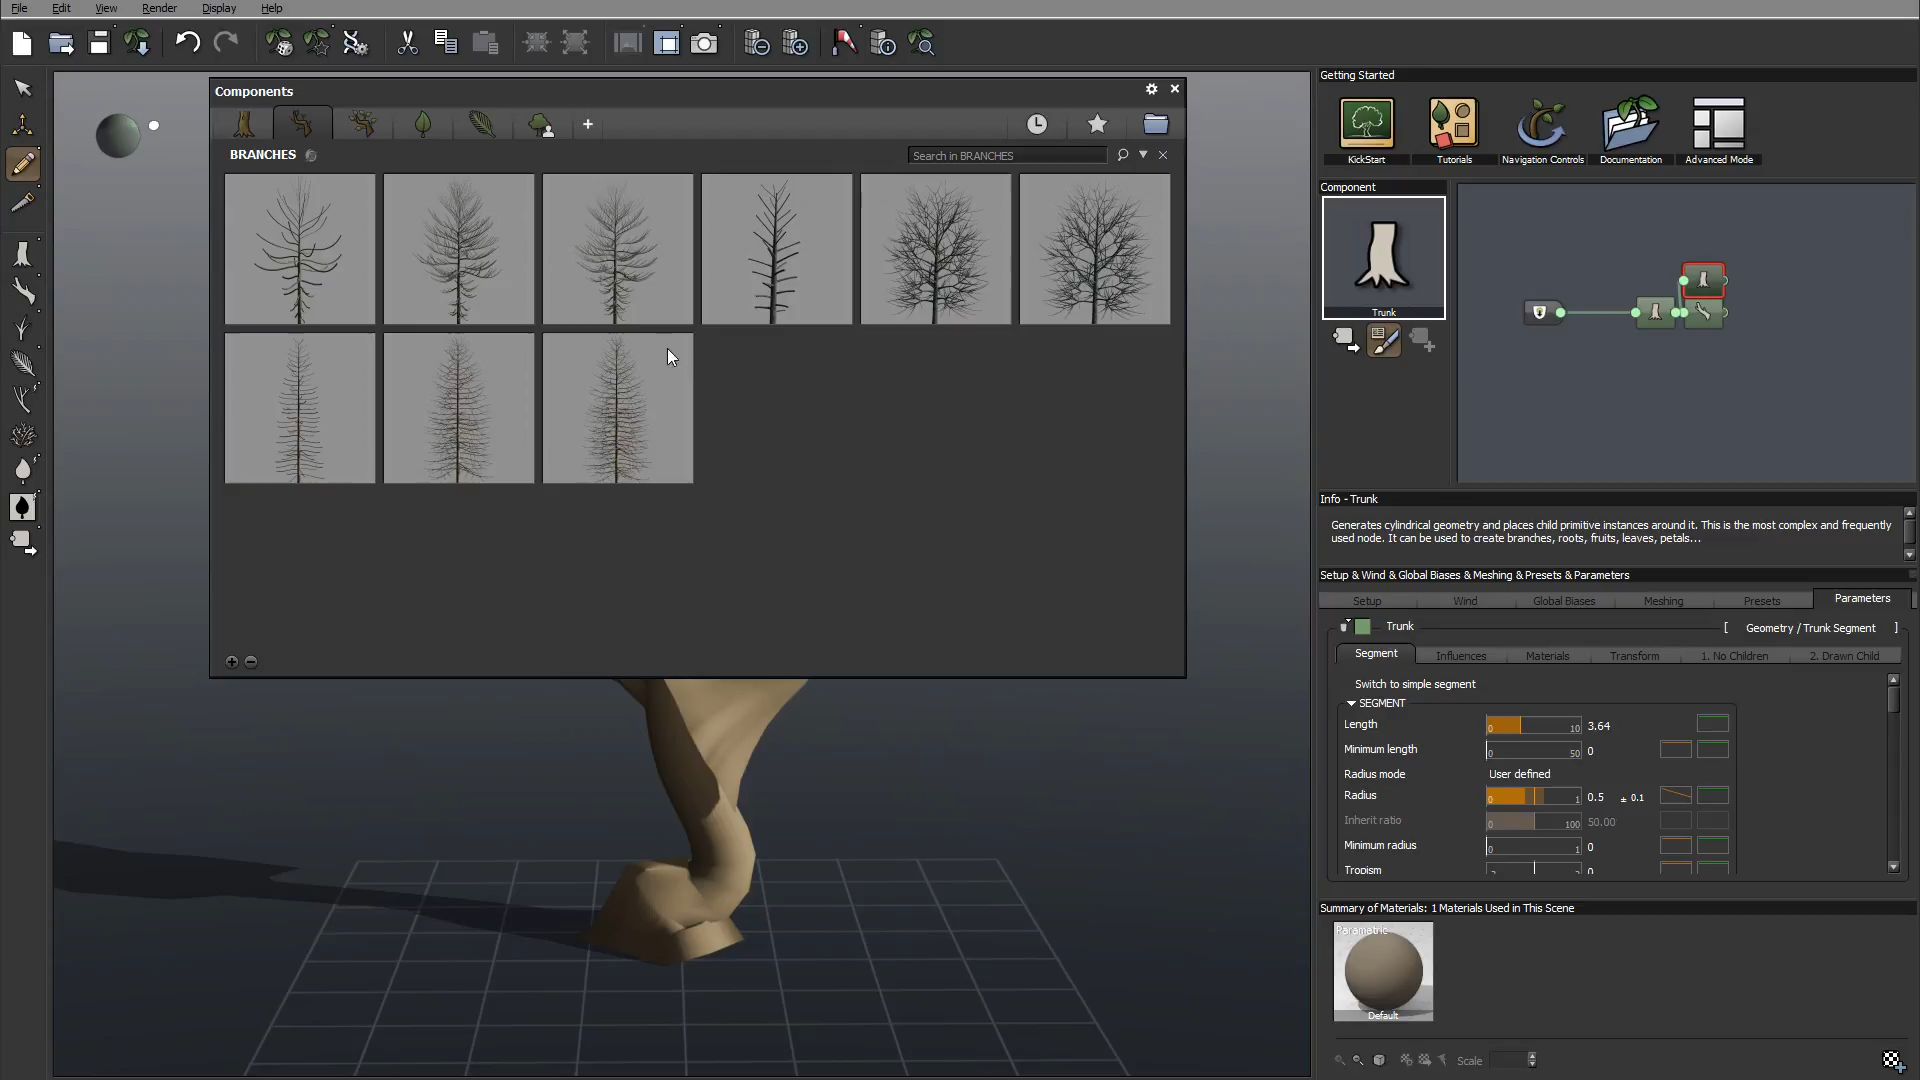 File Edit View Render Display Help
Components
BRANCHES
Search in BRANCHES
Getting Started
KickStart Tutorials Navigation Controls Documentation Advanced Mode
Component
Trunk
Info - Trunk
Generates cylindrical geometry and places child primitive instances around it. This is the most complex and frequently
used node. It can be used to create branches, roots, fruits, leaves, petals...
Setup & Wind & Global Biases & Meshing & Presets & Parameters
Setup Wind Global Biases Meshing Presets Parameters
Trunk [ Geometry / Trunk Segment ]
Segment Influences Materials Transform 1. No Children 2. Drawn Child
Switch to simple segment
SEGMENT
Length 0 10 3.64
Minimum length 0 50 0
Radius mode User defined
Radius 0 1 0.5 ± 0.1
Inherit ratio 0 100 50.00
Minimum radius 0 1 0
Tropism 0
Summary of Materials: 1 Materials Used in This Scene
Parametric
Default
Scale